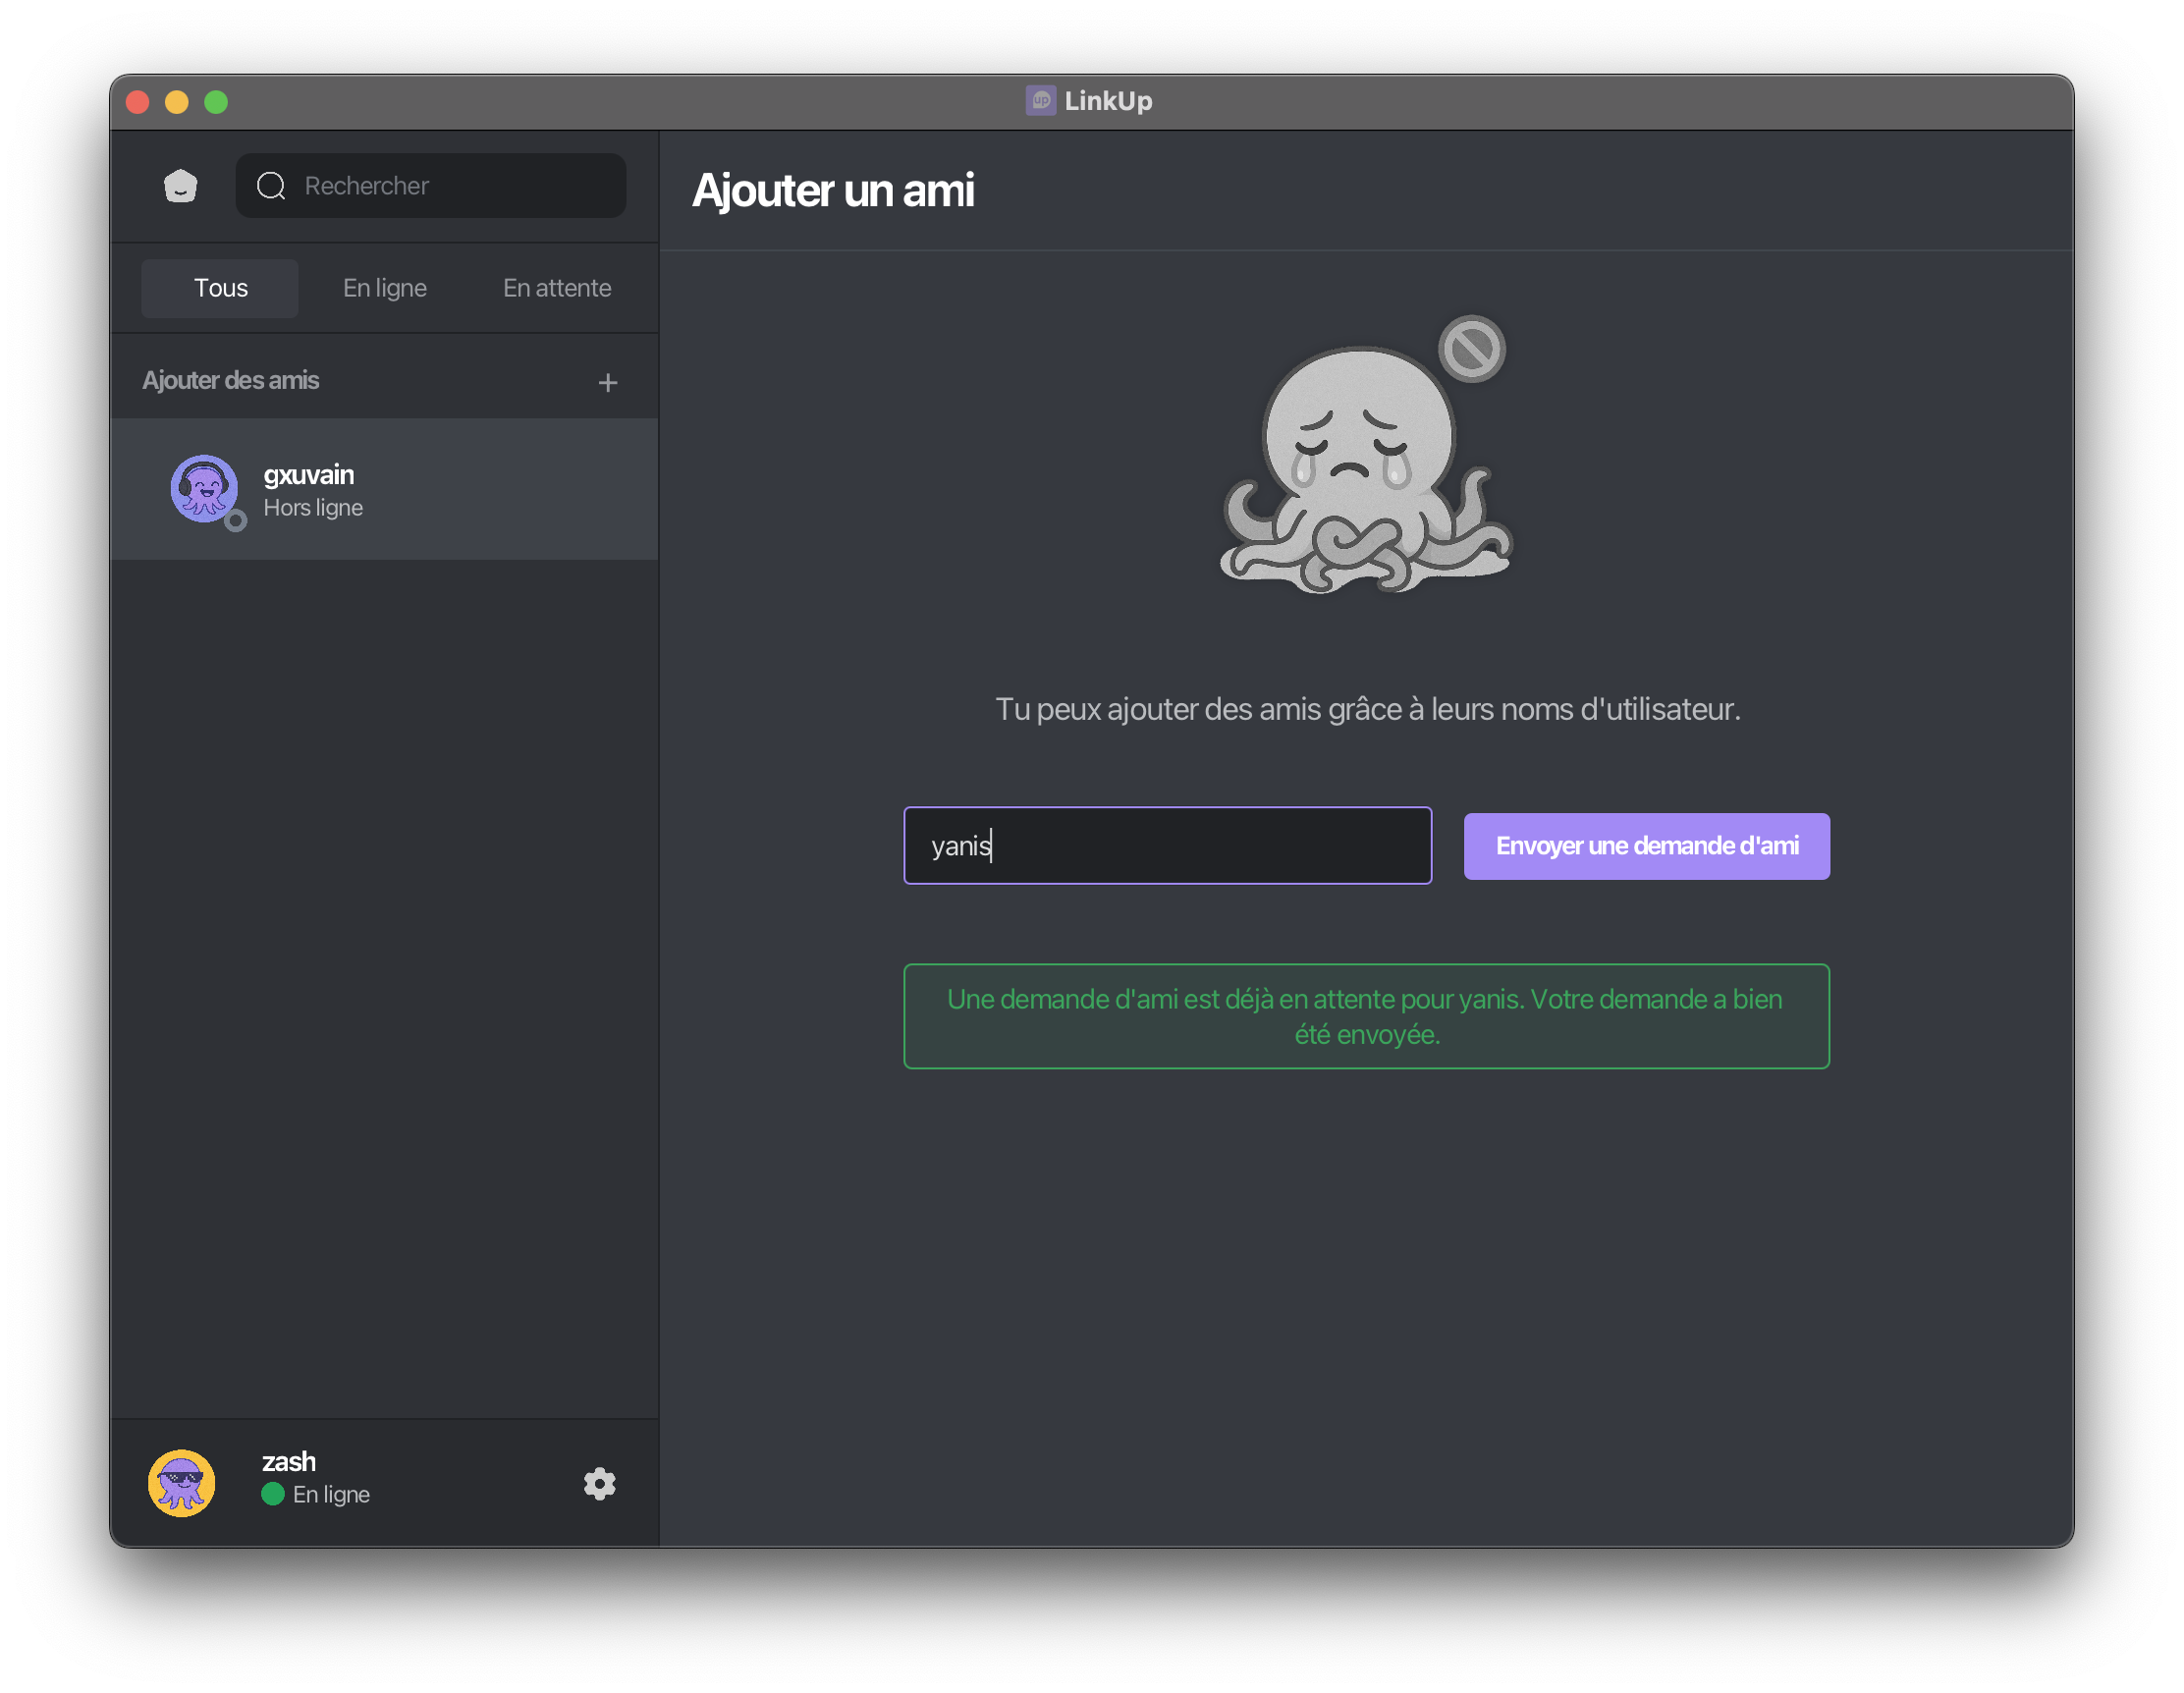 up LinkUp
Rechercher
Tous En ligne En attente
Ajouter des amis +
gxuvain
Hors ligne
zash
En ligne
Ajouter un ami
Tu peux ajouter des amis grâce à leurs noms d'utilisateur.
yanis
Envoyer une demande d'ami
Une demande d'ami est déjà en attente pour yanis. Votre demande a bien
été envoyée.